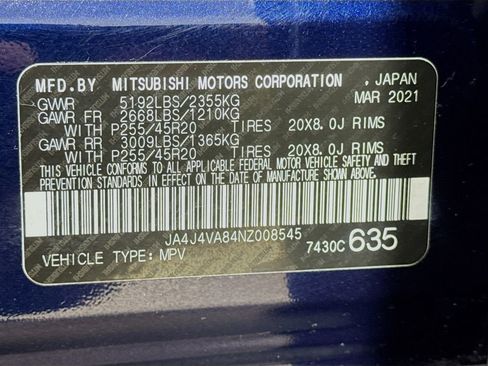 MFD.BY MITSUBISHI MOTORS CORPORATION , JAPAN
GVWR 5192LBS/2355KG MAR 2021
GAWR FR 2668LBS/1210KG
WITH P255/45R20 TIRES 20X8.0J RIMS
GAWR RR 3009LBS/1365KG
WITH P255/45R20 TIRES 20X8.0J RIMS
THIS VEHICLE CONFORMS TO ALL APPLICABLE FEDERAL MOTOR VEHICLE SAFETY AND THEFT
PREVENTION STANDARDS IN EFFECT ON THE DATE OF MANUFACTURE SHOWN ABOVE.
JA4J4VA84NZ008545
VEHICLE TYPE: MPV 7430C 635